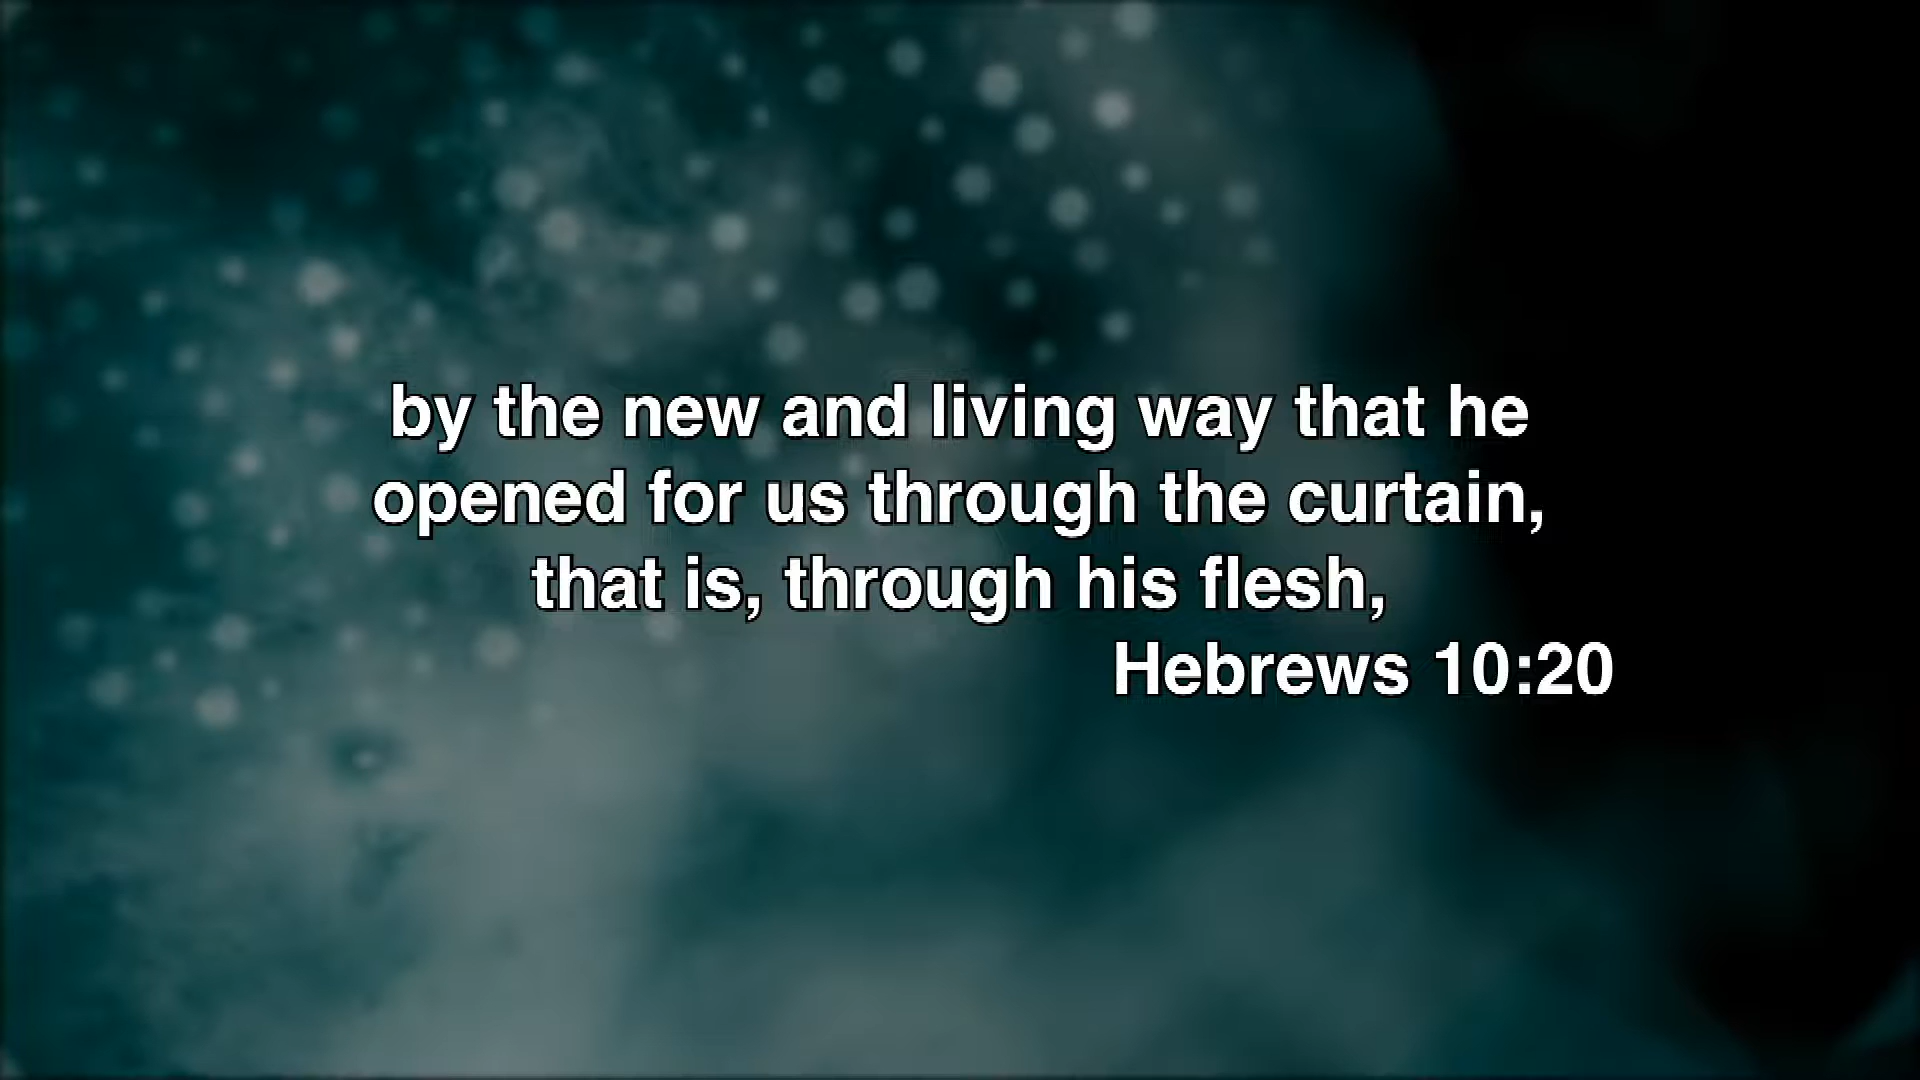 by the new and living way that he
opened for us through the curtain,
that is, through his flesh,
Hebrews 10:20